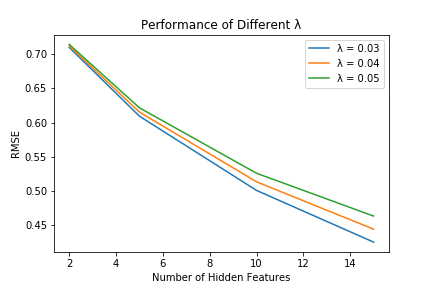 Performance of Different λ
λ = 0.03
λ = 0.04
λ = 0.05
RMSE
0.70
0.65
0.60
0.55
0.50
0.45
2 4 6 8 10 12 14
Number of Hidden Features